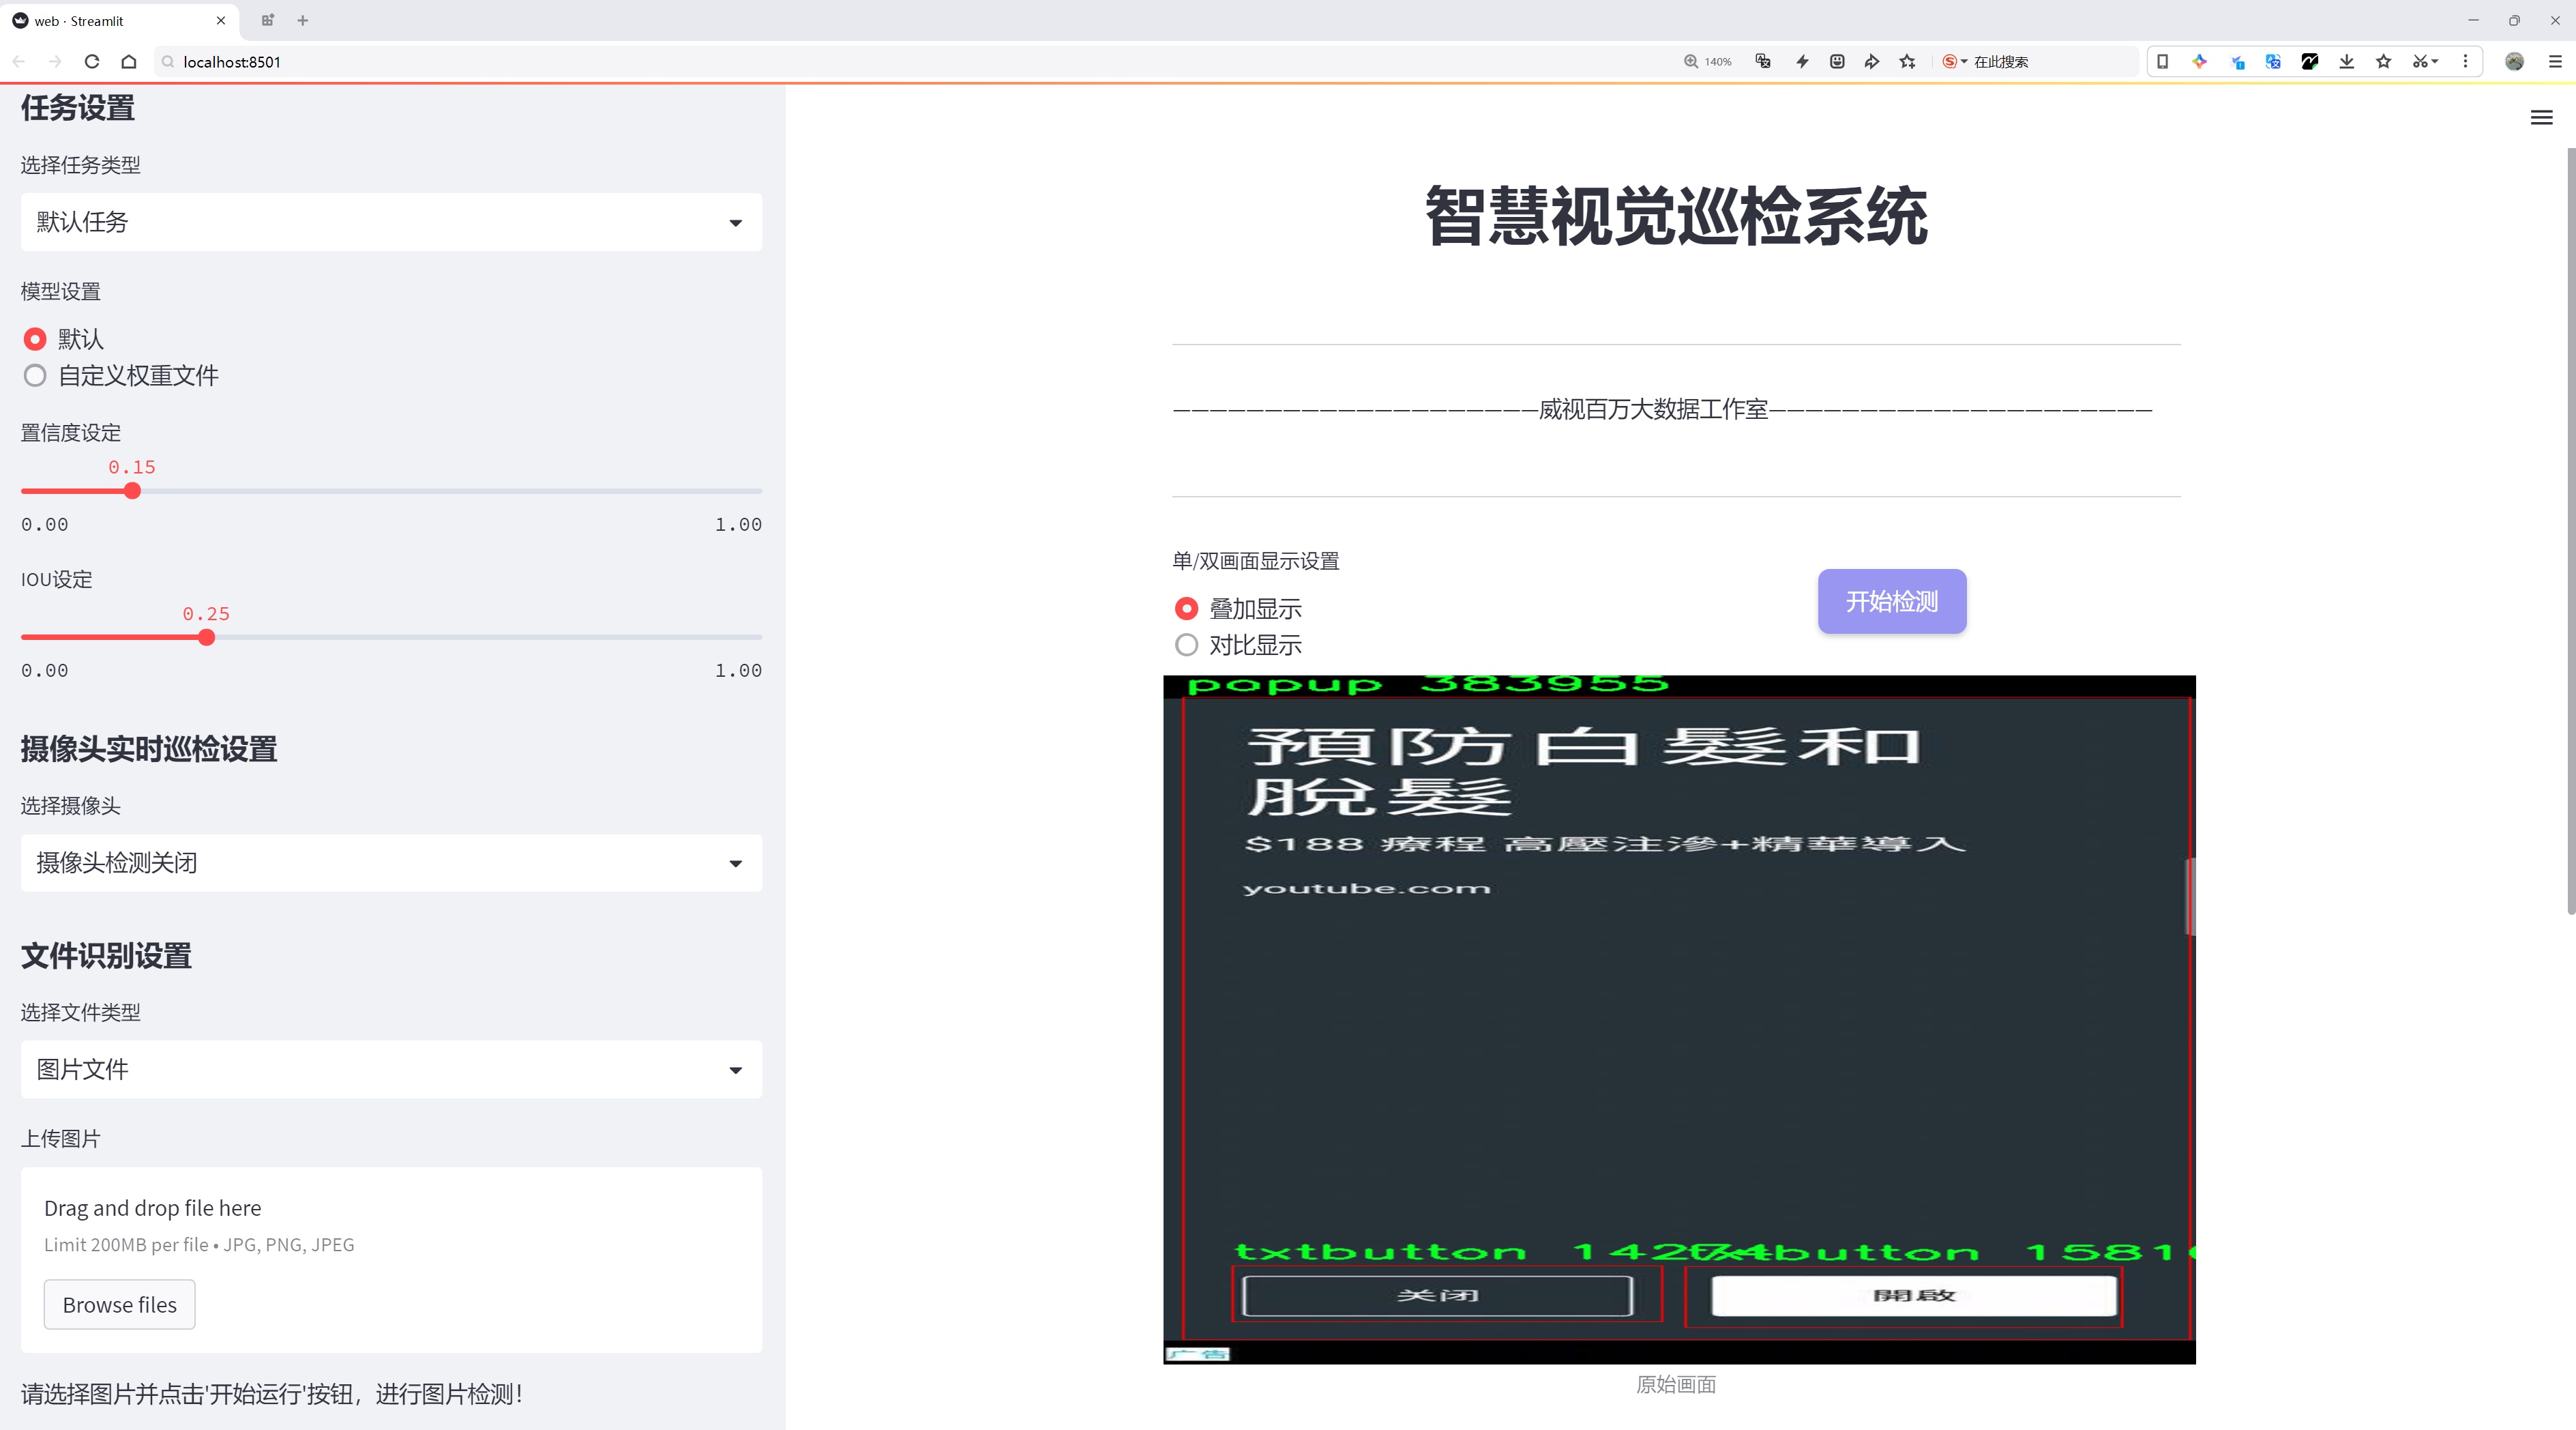 web · Streamlit
localhost:8501
140%
在此搜索
任务设置
选择任务类型
默认任务
模型设置
默认
自定义权重文件
置信度设定
0.15
0.00
1.00
IOU设定
0.25
0.00
1.00
摄像头实时巡检设置
选择摄像头
摄像头检测关闭
文件识别设置
选择文件类型
图片文件
上传图片
Drag and drop file here
Limit 200MB per file • JPG, PNG, JPEG
Browse files
请选择图片并点击'开始运行'按钮，进行图片检测！
智慧视觉巡检系统
————————————————————威视百万大数据工作室—————————————————————
单/双画面显示设置
叠加显示
对比显示
开始检测
popup 383955
預防白髮和
脫髮
$188 療程 高壓注滲+精華導入
youtube.com
txtbutton
button
关闭
開啟
广告
原始画面